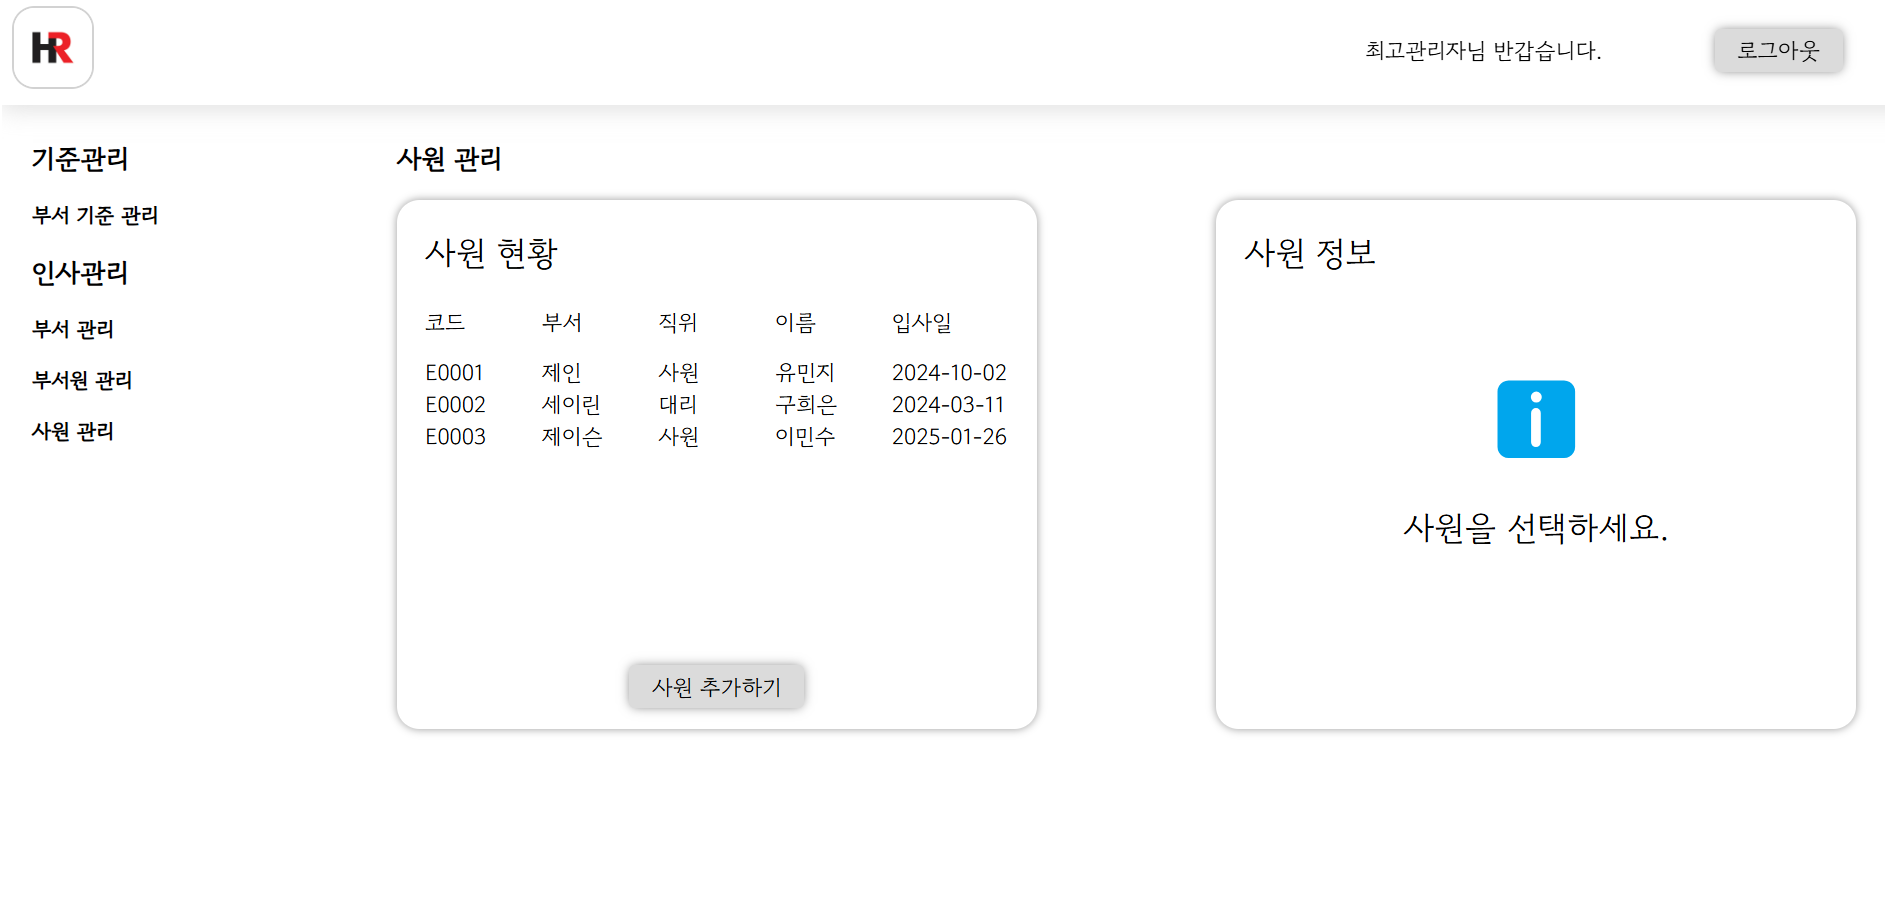 HR
최고관리자님 반갑습니다.
로그아웃
기준관리
부서 기준 관리
인사관리
부서 관리
부서원 관리
사원 관리
사원 관리
사원 현황
코드 부서 직위 이름 입사일
E0001 제인 사원 유민지 2024-10-02
E0002 세이린 대리 구희은 2024-03-11
E0003 제이슨 사원 이민수 2025-01-26
사원 추가하기
사원 정보
i
사원을 선택하세요.